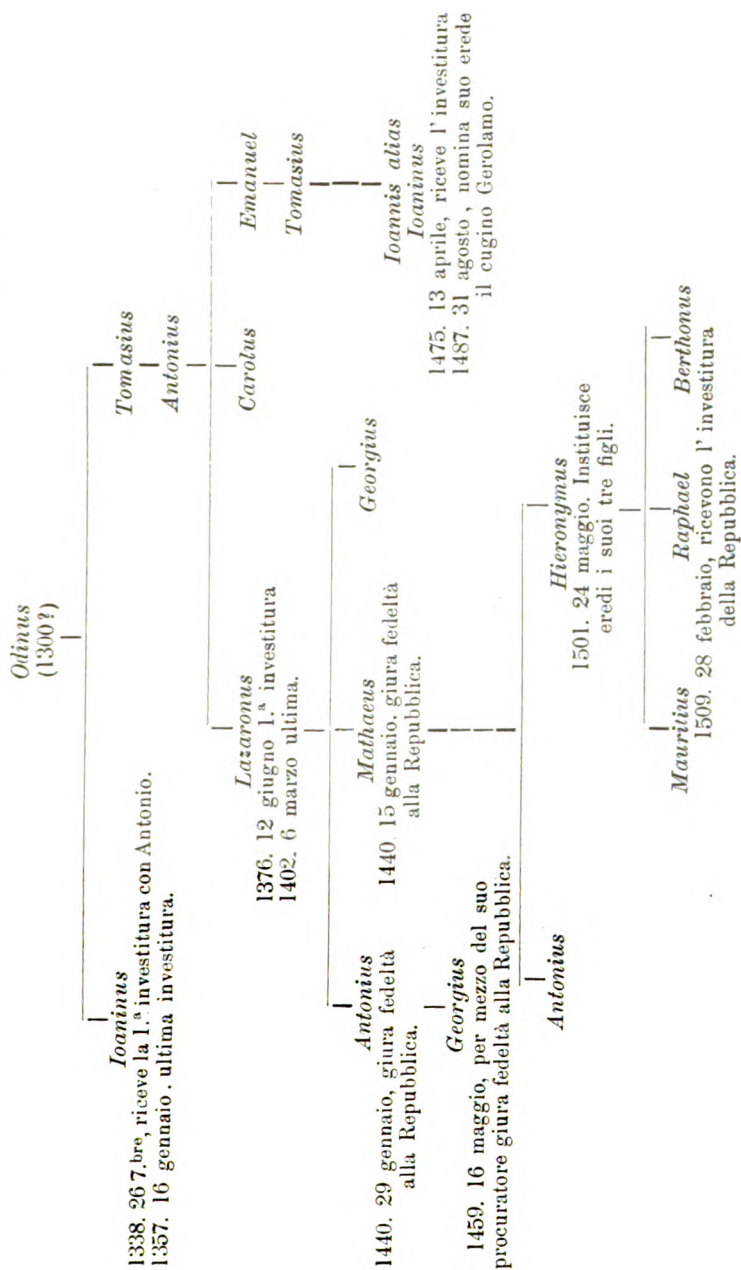 Odinus
(1300?)
Ioaninus
1338. 26 7.bre, riceve la 1.ª investitura con Antonio.
1357. 16 gennaio . ultima investitura.
Tomasius
Antonius
Lazaronus
1376. 12 giugno 1.ª investitura
1402. 6 marzo ultima.
Carolus
Emanuel
Tomasius
Antonius
1440. 29 gennaio, giura fedeltà
alla Repubblica.
Mathaeus
1440. 15 gennaio, giura fedeltà
alla Repubblica.
Georgius
Ioannis alias
Ioaninus
1475. 13 aprile, riceve l'investitura
1487. 31 agosto, nomina suo erede
il cugino Gerolamo.
Georgius
1459. 16 maggio, per mezzo del suo
procuratore giura fedeltà alla Repubblica.
Antonius
Hieronymus
1501. 24 maggio. Instituisce
eredi i suoi tre figli.
Mauritius Raphael Berthonus
1509. 28 febbraio, ricevono l'investitura
della Repubblica.